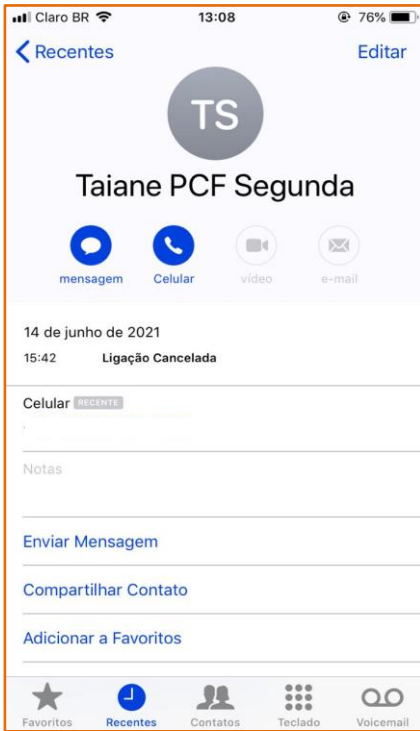 Claro BR 13:08 76%
Recentes Editar
TS
Taiane PCF Segunda
mensagem Celular vídeo e-mail
14 de junho de 2021
15:42 Ligação Cancelada
Celular RECENTE
Notas
Enviar Mensagem
Compartilhar Contato
Adicionar a Favoritos
Favoritos Recentes Contatos Teclado Voicemail